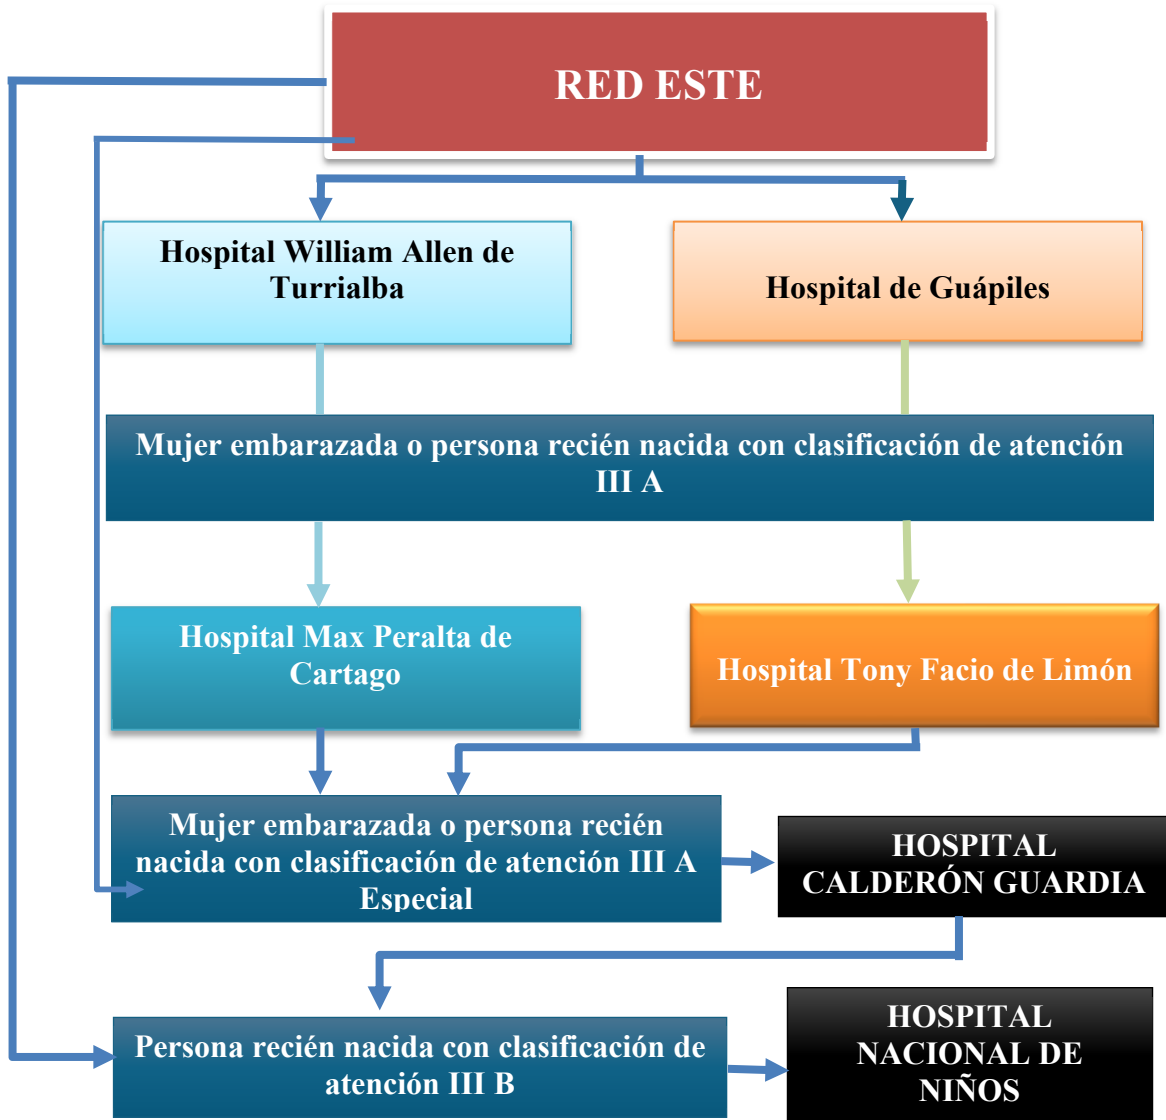 RED ESTE
Hospital William Allen de
Turrialba
Hospital de Guápiles
Mujer embarazada o persona recién nacida con clasificación de atención
III A
Hospital Max Peralta de
Cartago
Hospital Tony Facio de Limón
Mujer embarazada o persona recién
nacida con clasificación de atención III A
Especial
HOSPITAL
CALDERÓN GUARDIA
Persona recién nacida con clasificación de
atención III B
HOSPITAL
NACIONAL DE
NIÑOS